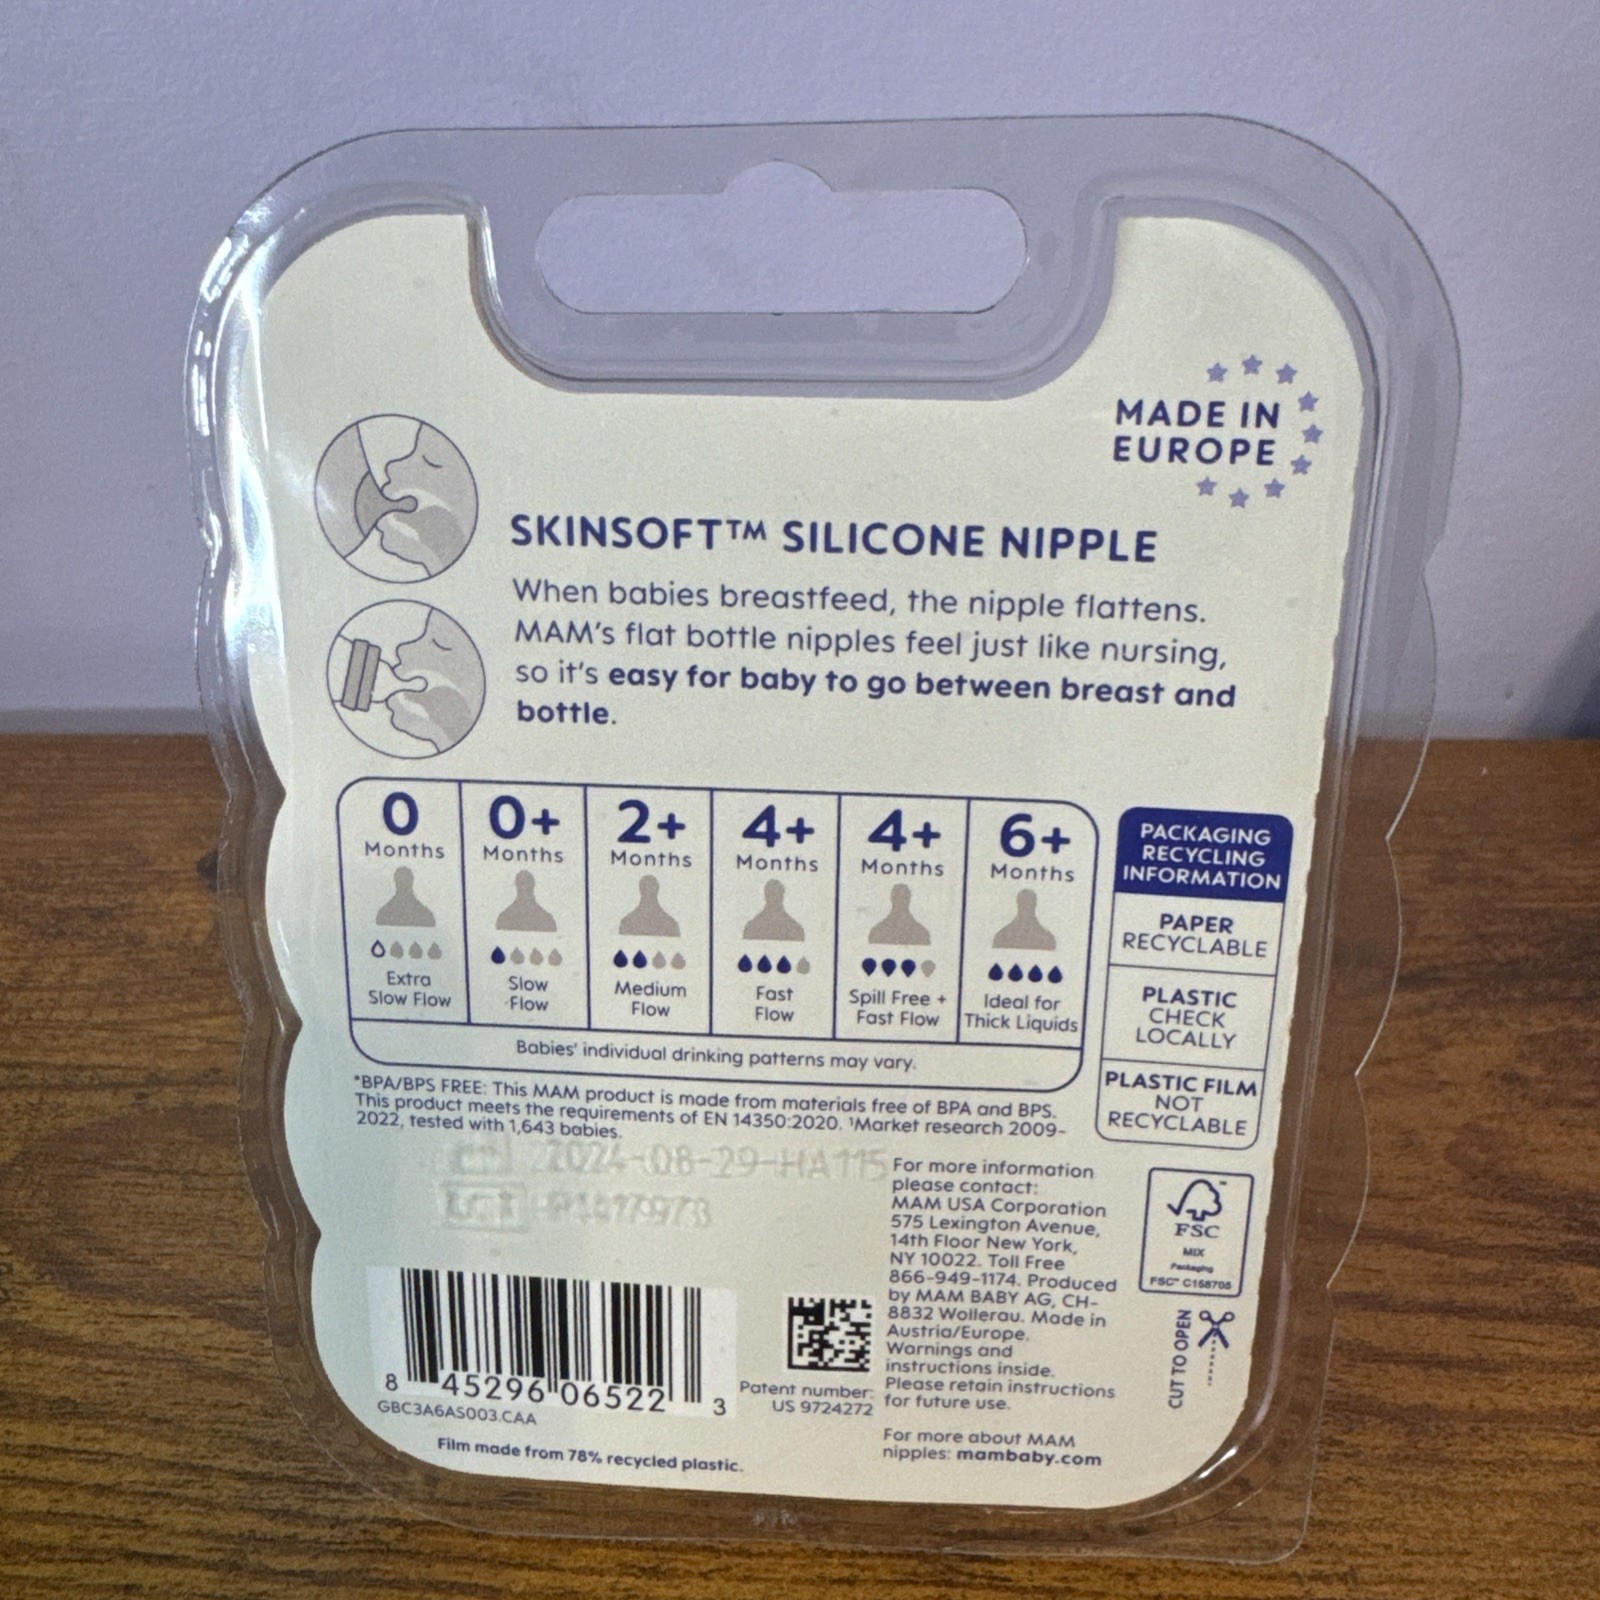 MADE IN
EUROPE
SKINSOFT™ SILICONE NIPPLE
When babies breastfeed, the nipple flattens.
MAM's flat bottle nipples feel just like nursing,
so it's easy for baby to go between breast and
bottle.
0
Months
Extra
Slow Flow
0+
Months
Slow
Flow
2+
Months
Medium
Flow
4+
Months
Fast
Flow
4+
Months
Spill Free +
Fast Flow
6+
Months
Ideal for
Thick Liquids
Babies' individual drinking patterns may vary.
PACKAGING
RECYCLING
INFORMATION
PAPER
RECYCLABLE
PLASTIC
CHECK
LOCALLY
PLASTIC FILM
NOT
RECYCLABLE
*BPA/BPS FREE: This MAM product is made from materials free of BPA and BPS.
This product meets the requirements of EN 14350:2020. ¹Market research 2009-
2022, tested with 1,643 babies.
2024-08-29-HA115
LOT
For more information
please contact:
MAM USA Corporation
575 Lexington Avenue,
14th Floor New York,
NY 10022. Toll Free
866-949-1174. Produced
by MAM BABY AG, CH-
8832 Wollerau. Made in
Austria/Europe.
Warnings and
instructions inside.
Please retain instructions
for future use.
For more about MAM
nipples: mambaby.com
FSC™
MIX
Packaging
FSC™ C158705
CUT TO OPEN
8 45296 06522 3
GBC3A6AS003.CAA
Patent number:
US 9724272
Film made from 78% recycled plastic.